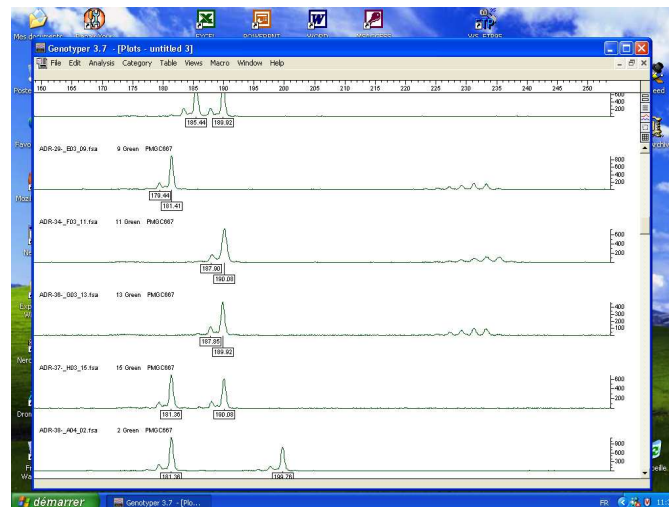 Mes documents
EXCEL
POWERPNT
WORD
MSACCESS
Genotyper 3.7 - [Plots - untitled 3]
File Edit Analysis Category Table Views Macro Window Help
160 165 170 175 180 185 190 195 200 205 210 215 220 225 230 235 240 245 250
600
400
200
185.44 189.92
ADR-29-_E03_09.fsa 9 Green PMGC667
800
600
400
200
179.44
181.41
ADR-34-_F03_11.fsa 11 Green PMGC667
600
400
200
187.90
190.08
ADR-36-_G03_13.fsa 13 Green PMGC667
400
300
200
100
187.85
189.92
ADR-37-_H03_15.fsa 15 Green PMGC667
600
400
200
181.35 190.08
ADR-38-_A04_02.fsa 2 Green PMGC667
900
600
300
181.36 199.76
démarrer
Genotyper 3.7 - [Plo...
FR